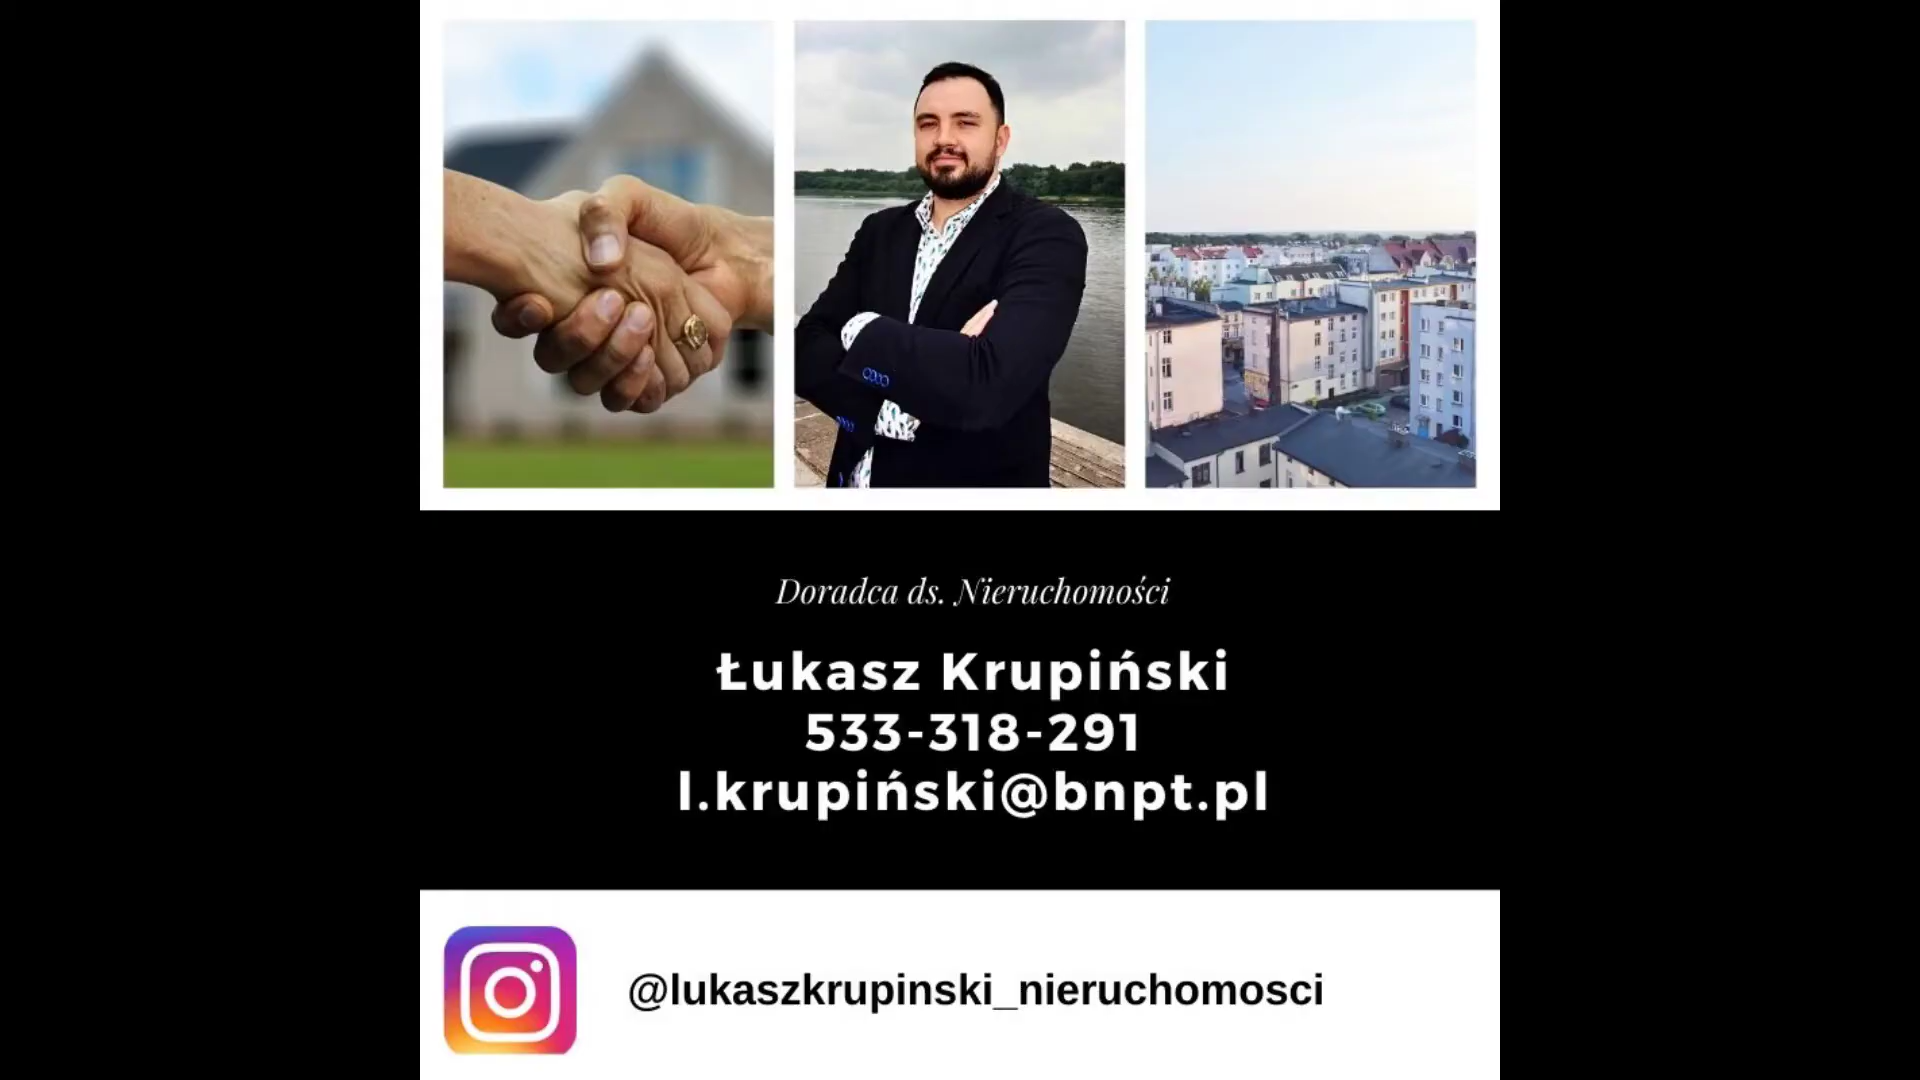 Doradca ds. Nieruchomości
Łukasz Krupiński
533-318-291
l.krupiński@bnpt.pl
@lukaszkrupinski_nieruchomosci